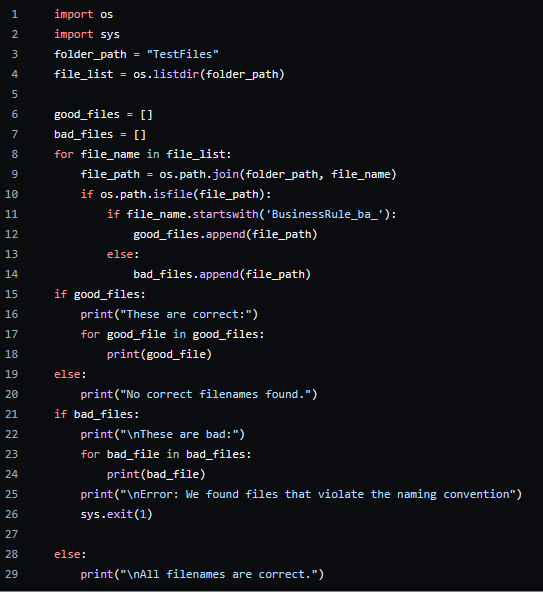 1 import os
2 import sys
3 folder_path = "TestFiles"
4 file_list = os.listdir(folder_path)
5
6 good_files = []
7 bad_files = []
8 for file_name in file_list:
9     file_path = os.path.join(folder_path, file_name)
10     if os.path.isfile(file_path):
11         if file_name.startswith('BusinessRule_ba_'):
12             good_files.append(file_path)
13         else:
14             bad_files.append(file_path)
15 if good_files:
16     print("These are correct:")
17     for good_file in good_files:
18         print(good_file)
19 else:
20     print("No correct filenames found.")
21 if bad_files:
22     print("\nThese are bad:")
23     for bad_file in bad_files:
24         print(bad_file)
25     print("\nError: We found files that violate the naming convention")
26     sys.exit(1)
27
28 else:
29     print("\nAll filenames are correct.")